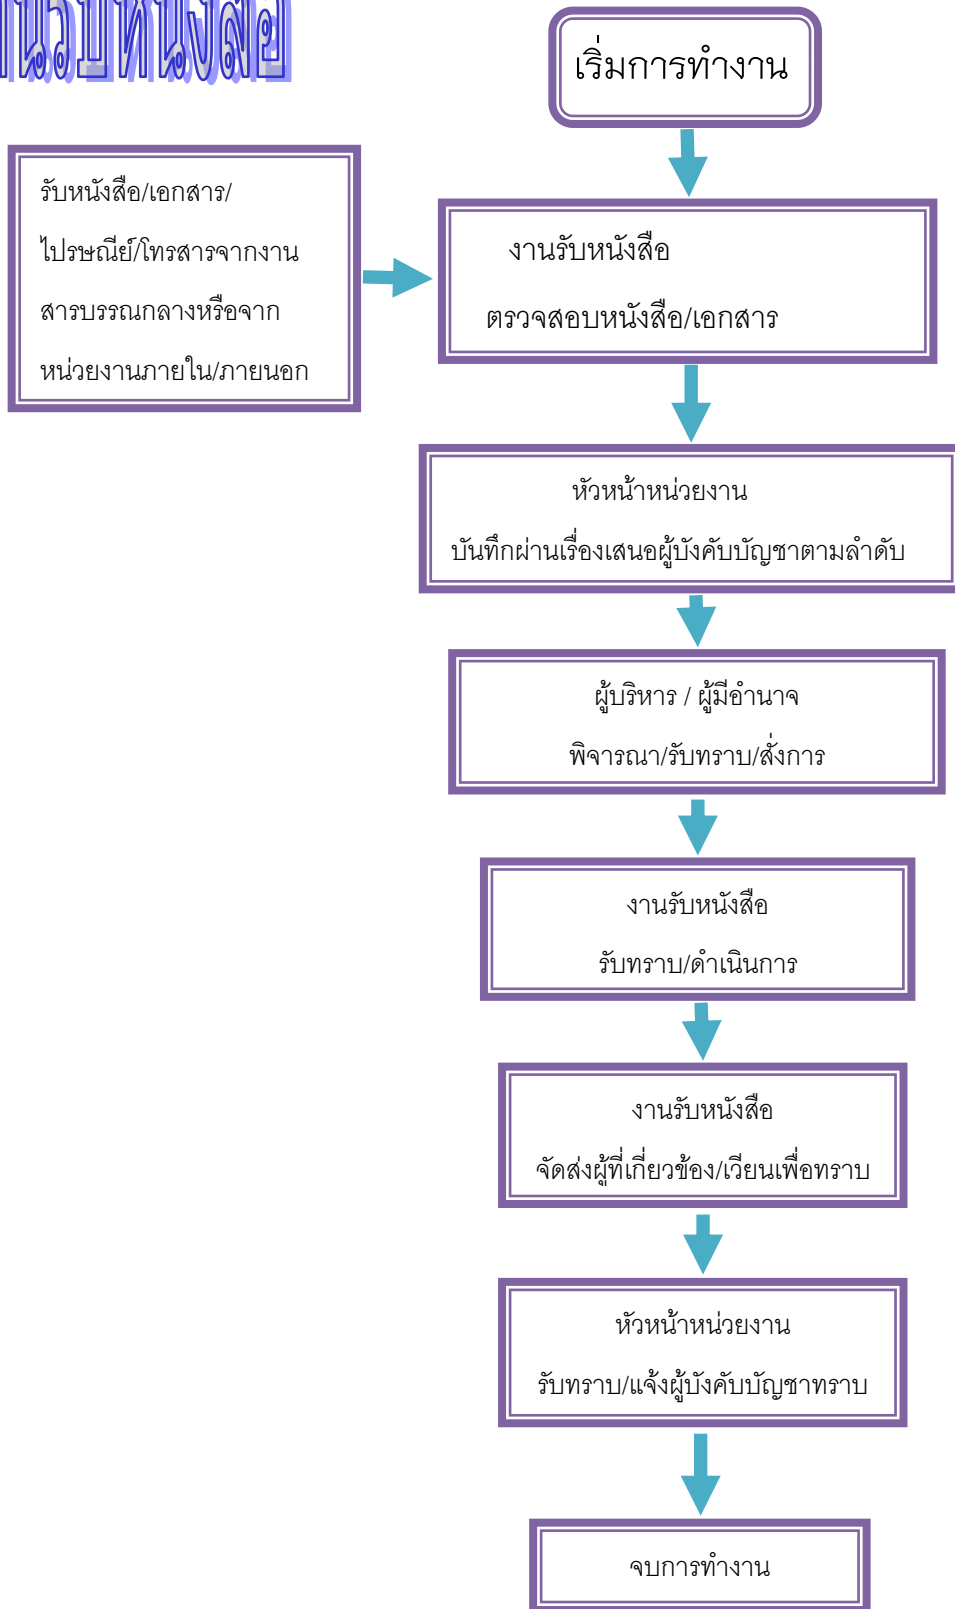 งานรับหนังสือ
เริ่มการทำงาน
รับหนังสือ/เอกสาร/
ไปรษณีย์/โทรสารจากงาน
สารบรรณกลางหรือจาก
หน่วยงานภายใน/ภายนอก
งานรับหนังสือ
ตรวจสอบหนังสือ/เอกสาร
หัวหน้าหน่วยงาน
บันทึกผ่านเรื่องเสนอผู้บังคับบัญชาตามลำดับ
ผู้บริหาร / ผู้มีอำนาจ
พิจารณา/รับทราบ/สั่งการ
งานรับหนังสือ
รับทราบ/ดำเนินการ
งานรับหนังสือ
จัดส่งผู้ที่เกี่ยวข้อง/เวียนเพื่อทราบ
หัวหน้าหน่วยงาน
รับทราบ/แจ้งผู้บังคับบัญชาทราบ
จบการทำงาน